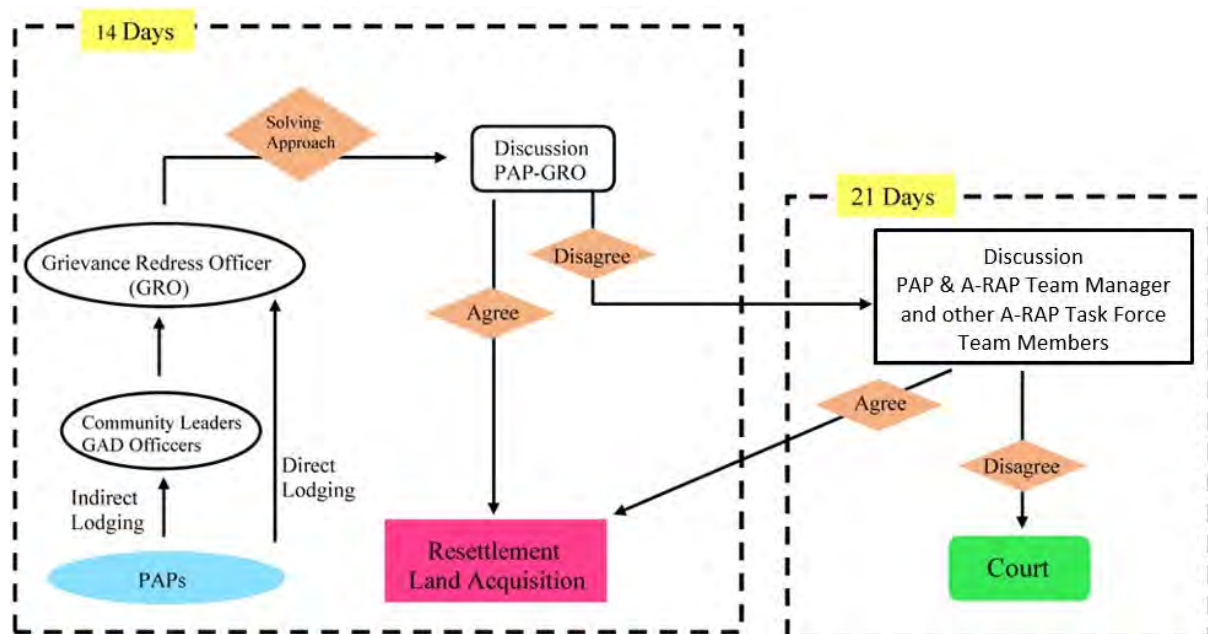 14 Days
Solving
Approach
Discussion
PAP-GRO
21 Days
Grievance Redress Officer
(GRO)
Disagree
Discussion
PAP & A-RAP Team Manager
and other A-RAP Task Force
Team Members
Agree
Agree
Community Leaders
GAD Officcers
Direct
Lodging
Indirect
Lodging
Disagree
PAPs
Resettlement
Land Acquisition
Court